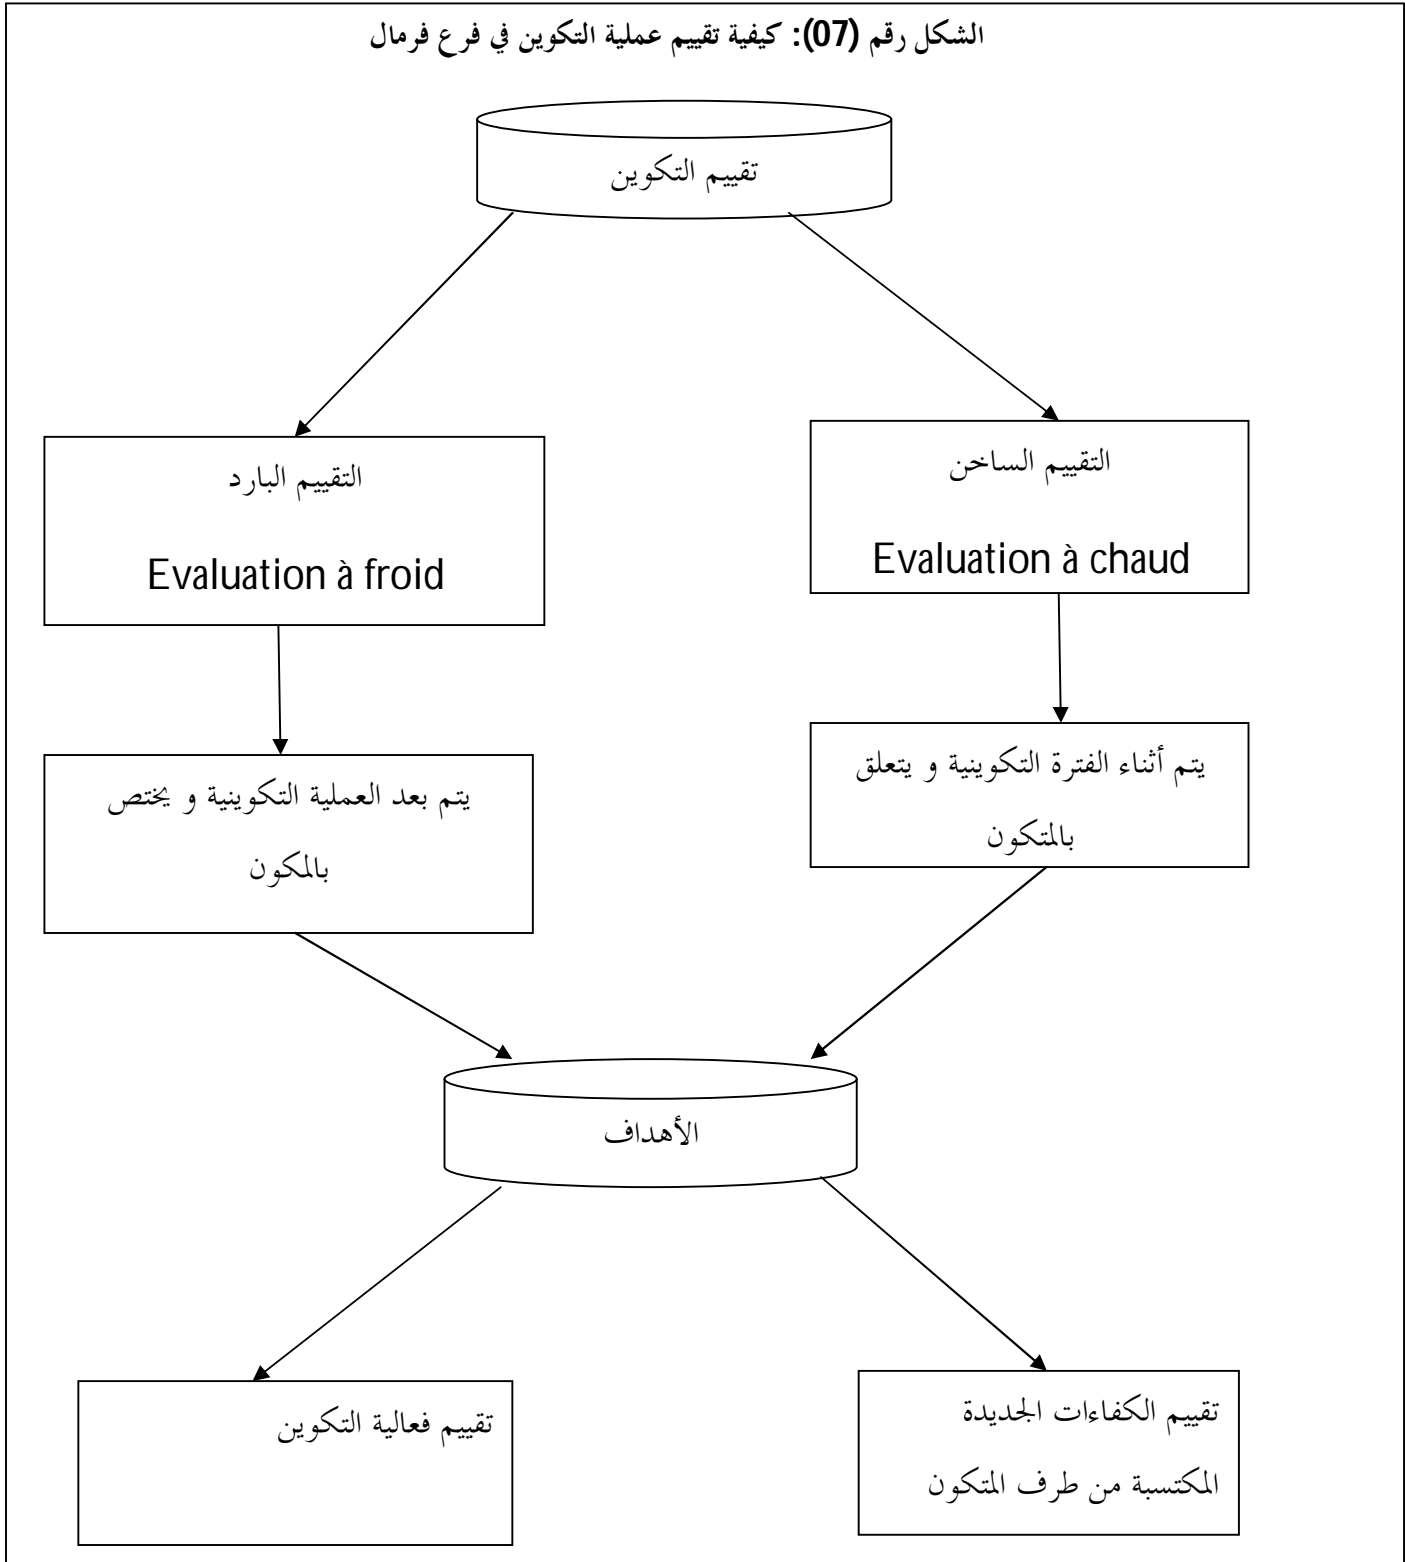 الشكل رقم (07): كيفية تقييم عملية التكوين في فرع فرمال
تقييم التكوين
التقييم الساخن
Evaluation à chaud
التقييم البارد
Evaluation à froid
يتم أثناء الفترة التكوينية و يتعلق
بالمتكون
يتم بعد العملية التكوينية و يختص
بالمكون
الأهداف
تقييم الكفاءات الجديدة
المكتسبة من طرف المتكون
تقييم فعالية التكوين